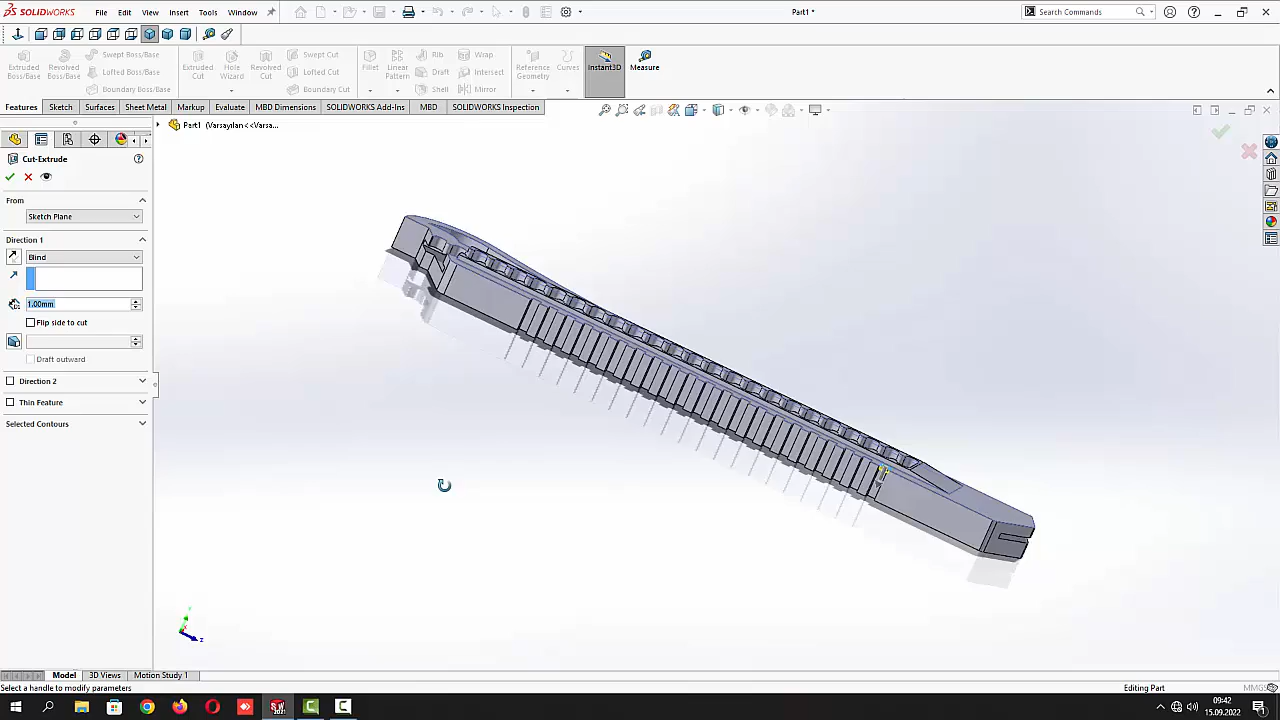 SOLIDWORKS File Edit View Insert Tools Window Part1 * Search Commands
Extruded Boss/Base Revolved Boss/Base Swept Boss/Base Lofted Boss/Base Boundary Boss/Base Extruded Cut Hole Wizard Revolved Cut Swept Cut Lofted Cut Boundary Cut Fillet Linear Pattern Rib Draft Shell Wrap Intersect Mirror Reference Geometry Curves Instant3D Measure
Features Sketch Surfaces Sheet Metal Markup Evaluate MBD Dimensions SOLIDWORKS Add-Ins MBD SOLIDWORKS Inspection
Part1 (Varsayılan<<Varsa...
Cut-Extrude
From
Sketch Plane
Direction 1
Blind
1.00mm
Flip side to cut
Draft outward
Direction 2
Thin Feature
Selected Contours
Y
Z
Model 3D Views Motion Study 1
Select a handle to modify parameters Editing Part
09:42
15.09.2022